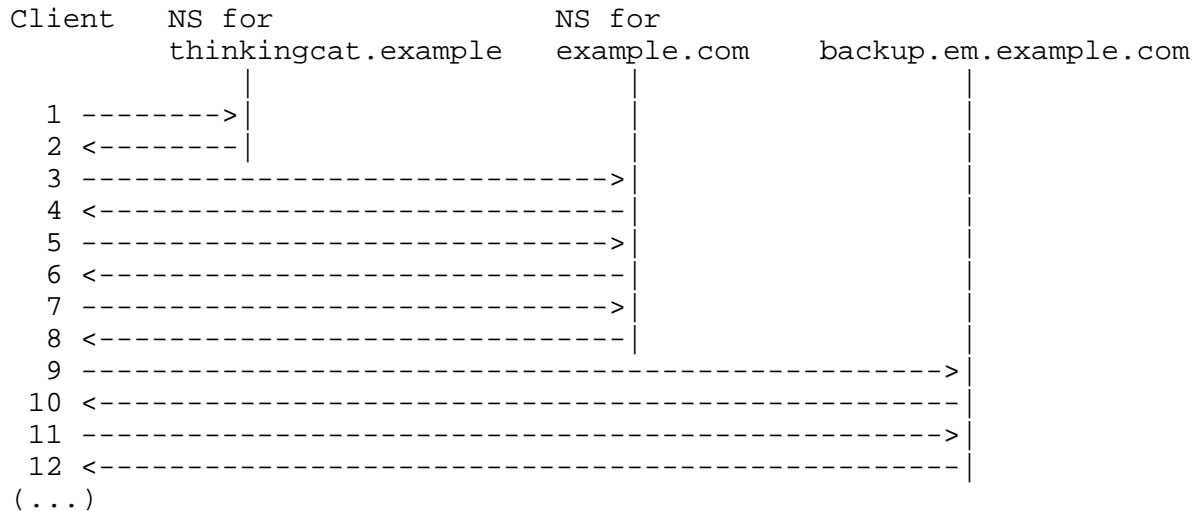 Client NS for NS for
thinkingcat.example example.com backup.em.example.com
| | |
1 -------->| | |
2 <--------| | |
3 ------------------------------>| |
4 <------------------------------| |
5 ------------------------------>| |
6 <------------------------------| |
7 ------------------------------>| |
8 <------------------------------| |
9 ------------------------------------------------->|
10 <-------------------------------------------------|
11 ------------------------------------------------->|
12 <-------------------------------------------------|
(...)